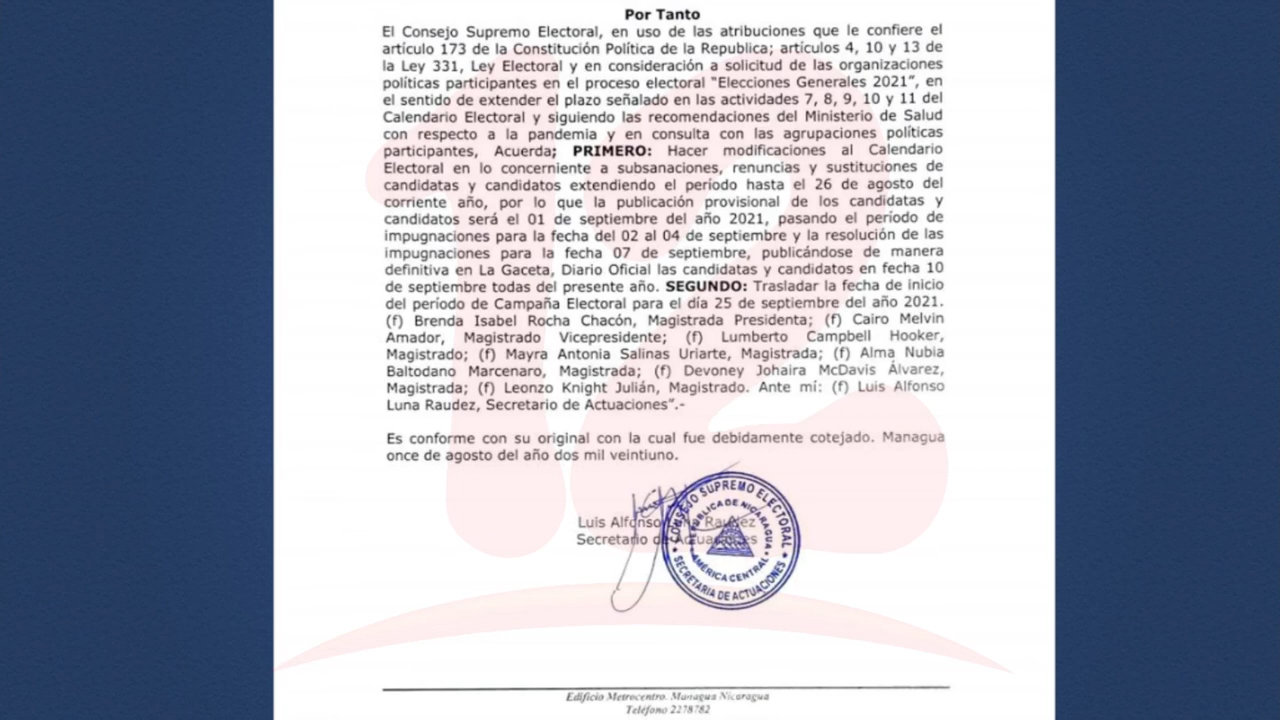 Por Tanto
El Consejo Supremo Electoral, en uso de las atribuciones que le confiere el
artículo 173 de la Constitución Política de la Republica; artículos 4, 10 y 13 de
la Ley 331, Ley Electoral y en consideración a solicitud de las organizaciones
políticas participantes en el proceso electoral "Elecciones Generales 2021", en
el sentido de extender el plazo señalado en las actividades 7, 8, 9, 10 y 11 del
Calendario Electoral y siguiendo las recomendaciones del Ministerio de Salud
con respecto a la pandemia y en consulta con las agrupaciones políticas
participantes, Acuerda; PRIMERO: Hacer modificaciones al Calendario
Electoral en lo concerniente a subsanaciones, renuncias y sustituciones de
candidatas y candidatos extendiendo el período hasta el 26 de agosto del
corriente año, por lo que la publicación provisional de los candidatas y
candidatos será el 01 de septiembre del año 2021, pasando el período de
impugnaciones para la fecha del 02 al 04 de septiembre y la resolución de las
impugnaciones para la fecha 07 de septiembre, publicándose de manera
definitiva en La Gaceta, Diario Oficial las candidatas y candidatos en fecha 10
de septiembre todas del presente año. SEGUNDO: Trasladar la fecha de inicio
del período de Campaña Electoral para el día 25 de septiembre del año 2021.
(f) Brenda Isabel Rocha Chacón, Magistrada Presidenta; (f) Cairo Melvin
Amador, Magistrado Vicepresidente; (f) Lumberto Campbell Hooker,
Magistrado; (f) Mayra Antonia Salinas Uriarte, Magistrada; (f) Alma Nubia
Baltodano Marcenaro, Magistrada; (f) Devoney Johaira McDavis Álvarez,
Magistrada; (f) Leonzo Knight Julián, Magistrado. Ante mí: (f) Luis Alfonso
Luna Raudez, Secretario de Actuaciones".-
Es conforme con su original con la cual fue debidamente cotejado. Managua
once de agosto del año dos mil veintiuno.
Luis Alfonso Luna Raudez
Secretario de Actuaciones
CONSEJO SUPREMO ELECTORAL
REPUBLICA DE NICARAGUA
AMÉRICA CENTRAL
SECRETARIA DE ACTUACIONES
Edificio Metrocentro. Managua Nicaragua
Teléfono 2278782